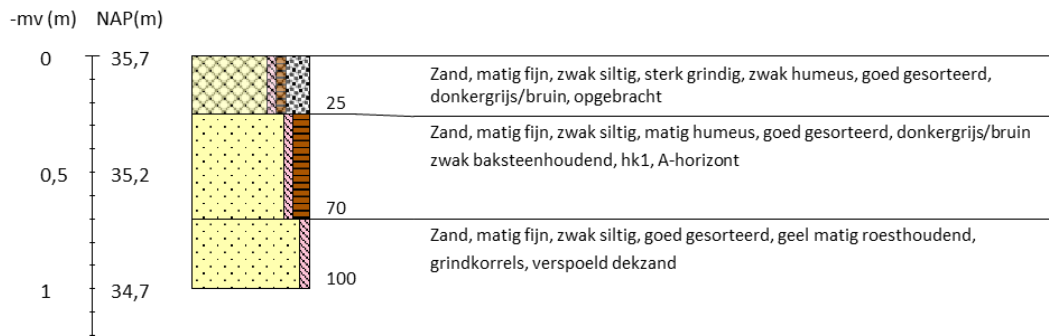 -mv (m) NAP(m)
0 35,7
Zand, matig fijn, zwak siltig, sterk grindig, zwak humeus, goed gesorteerd,
donkergrijs/bruin, opgebracht
25
Zand, matig fijn, zwak siltig, matig humeus, goed gesorteerd, donkergrijs/bruin
zwak baksteenhoudend, hk1, A-horizont
0,5 35,2
70
Zand, matig fijn, zwak siltig, goed gesorteerd, geel matig roesthoudend,
grindkorrels, verspoeld dekzand
100
1 34,7